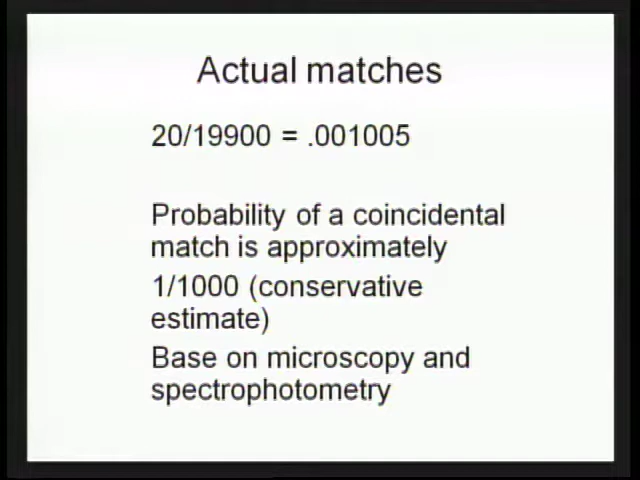 Actual matches
20/19900 = .001005
Probability of a coincidental
match is approximately
1/1000 (conservative
estimate)
Base on microscopy and
spectrophotometry